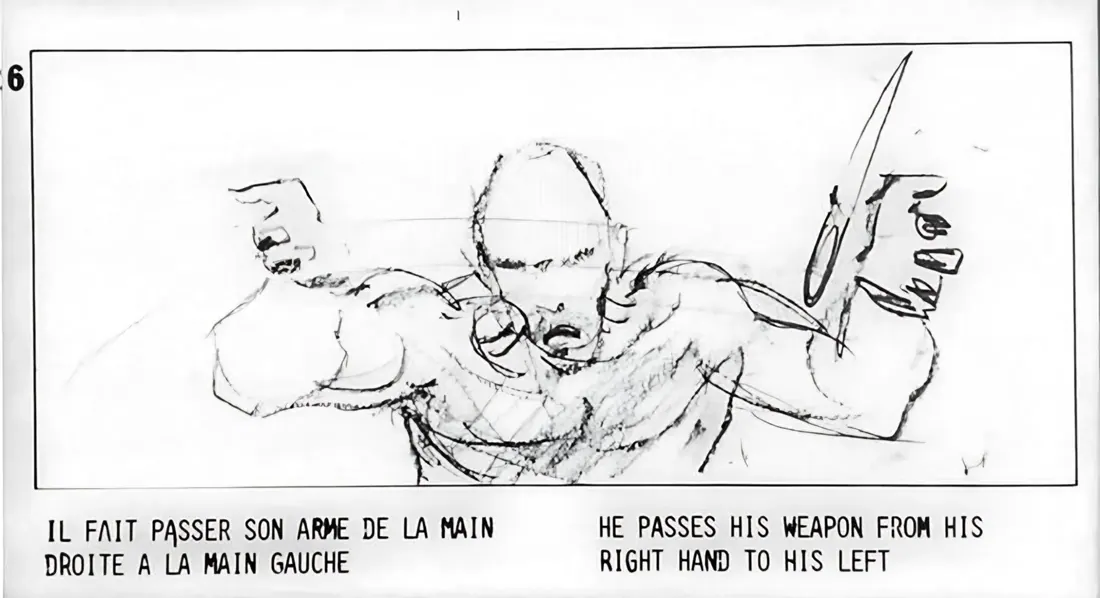 6
IL FAIT PASSER SON ARME DE LA MAIN
DROITE A LA MAIN GAUCHE
HE PASSES HIS WEAPON FROM HIS
RIGHT HAND TO HIS LEFT